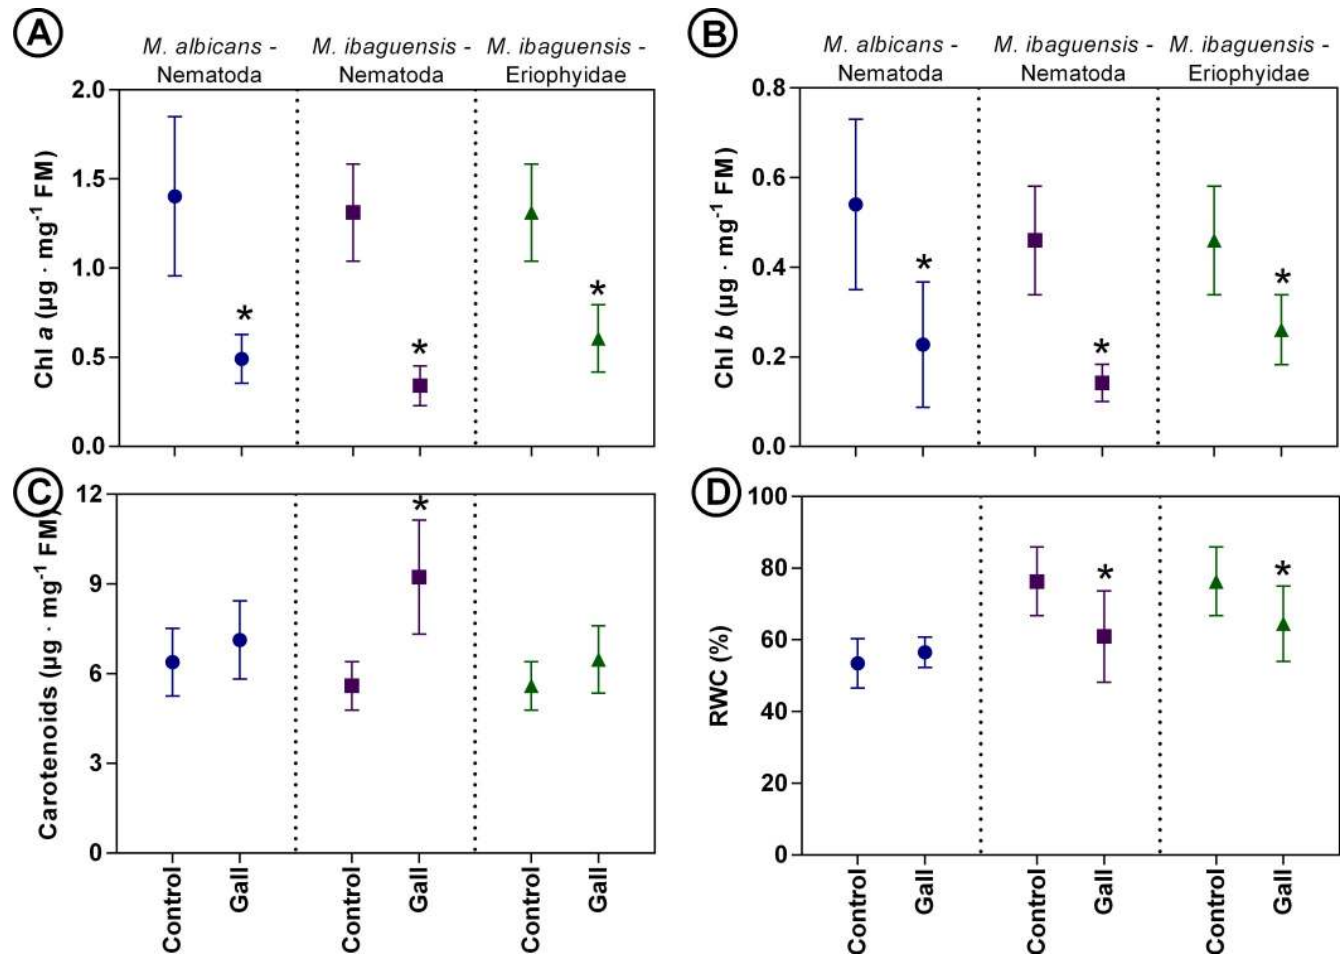 A
M. albicans - M. ibaguensis - M. ibaguensis -
Nematoda Nematoda Eriophyidae
2.0
1.5
1.0
0.5
0.0
Chl a (µg · mg⁻¹ FM)
* * *
B
M. albicans - M. ibaguensis - M. ibaguensis -
Nematoda Nematoda Eriophyidae
0.8
0.6
0.4
0.2
0.0
Chl b (µg · mg⁻¹ FM)
* * *
C
12
9
6
3
0
Carotenoids (µg · mg⁻¹ FM)
*
Control Gall Control Gall Control Gall
D
100
80
60
40
20
0
RWC (%)
* *
Control Gall Control Gall Control Gall